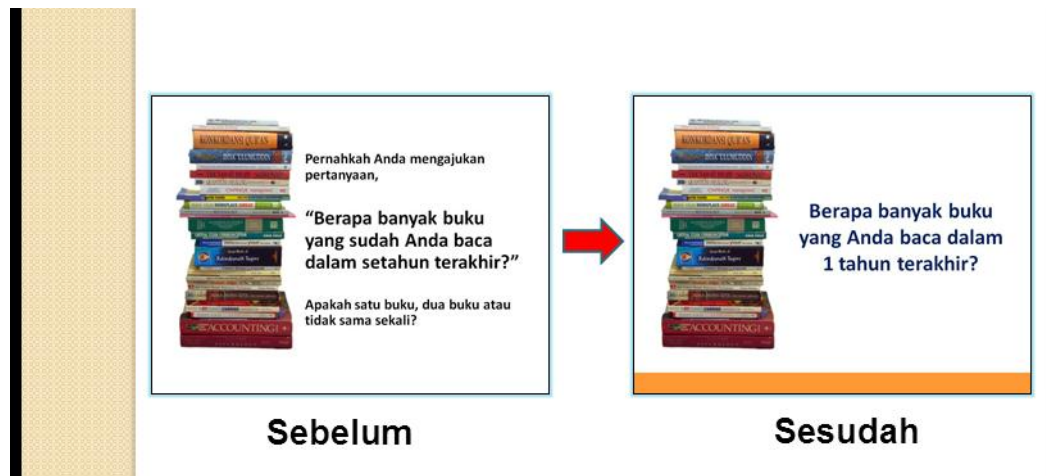 KONKORDANSI QUR'AN
Pernahkah Anda mengajukan
pertanyaan,
“Berapa banyak buku
yang sudah Anda baca
dalam setahun terakhir?”
Apakah satu buku, dua buku atau
tidak sama sekali?
ACCOUNTING
KONKORDANSI QUR'AN
Berapa banyak buku
yang Anda baca dalam
1 tahun terakhir?
ACCOUNTING
Sebelum
Sesudah